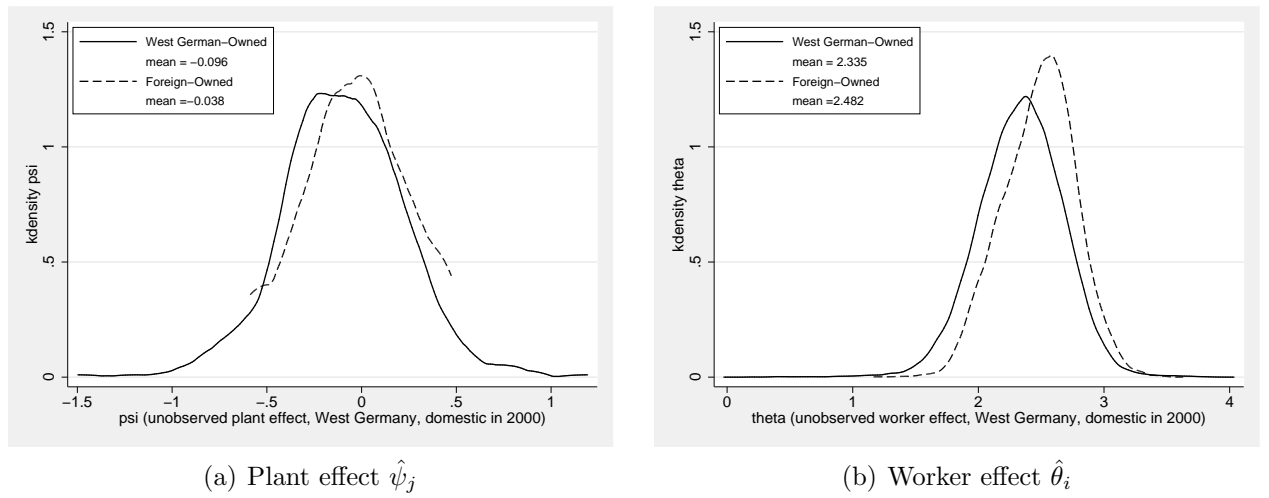 West German−Owned
mean = −0.096
Foreign−Owned
mean =−0.038
kdensity psi
0
.5
1
1.5
−1.5
−1
−.5
0
.5
1
psi (unobserved plant effect, West Germany, domestic in 2000)
(a) Plant effect ψ̂_j
West German−Owned
mean = 2.335
Foreign−Owned
mean =2.482
kdensity theta
0
.5
1
1.5
0
1
2
3
4
theta (unobserved worker effect, West Germany, domestic in 2000)
(b) Worker effect θ̂_i